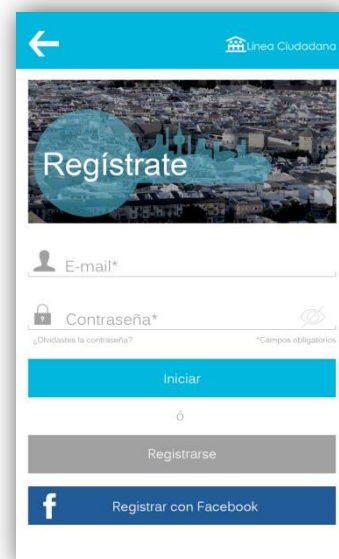 Línea Ciudadana
Regístrate
E-mail*
Contraseña*
¿Olvidastes la contraseña? *Campos obligatorios
Iniciar
ó
Registrarse
f Registrar con Facebook